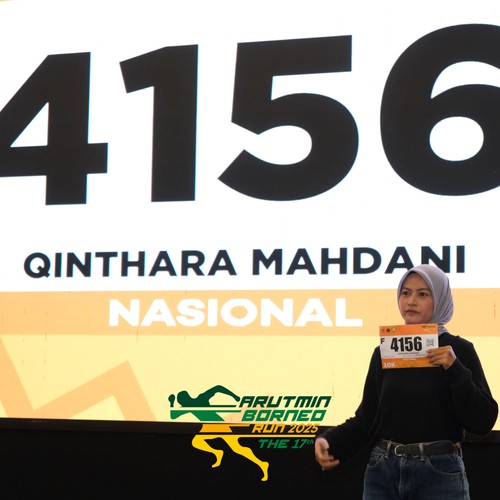 4156
QINTHARA MAHDANI
NASIONAL
F
4156
10K
ARUTMIN
BORNEO
RUN 2025
THE 17th